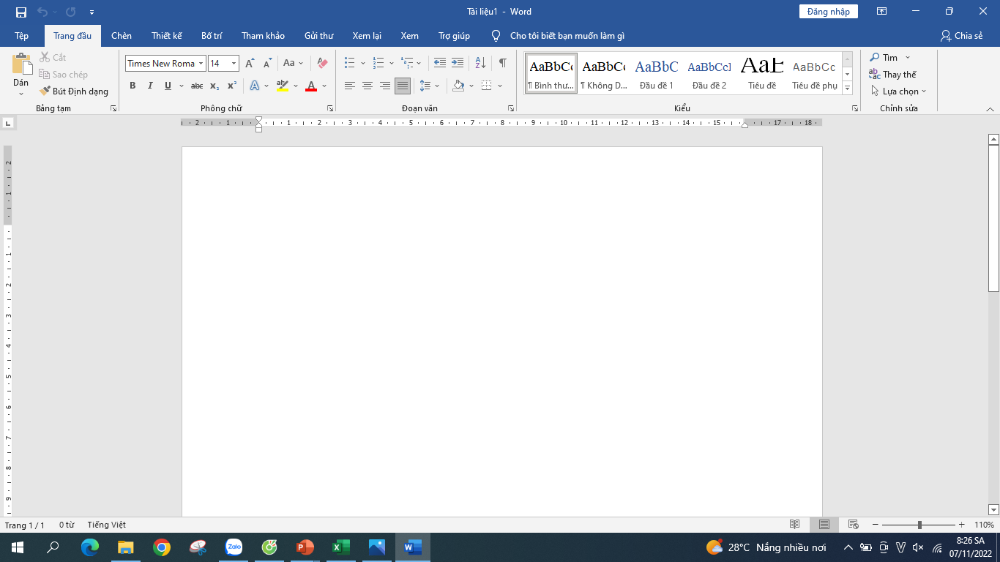 Tài liệu1 - Word
Đăng nhập
Tệp Trang đầu Chèn Thiết kế Bố trí Tham khảo Gửi thư Xem lại Xem Trợ giúp Cho tôi biết bạn muốn làm gì Chia sẻ
Dán
Cắt
Sao chép
Bút Định dạng
Bảng tạm
Times New Roma 14
Aa
B I U abc x₂ x² A aby A
Phông chữ
Đoạn văn
AaBbCc AaBbCc AaBbC AaBbCcI AaB AaBbCc
¶ Bình thư... ¶ Không D... Đầu đề 1 Đầu đề 2 Tiêu đề Tiêu đề phụ
Kiểu
Tìm
Thay thế
Lựa chọn
Chỉnh sửa
2 1 1 2 3 4 5 6 7 8 9 10 11 12 13 14 15 17 18
2
1
1
2
3
4
5
6
7
8
9
Trang 1 / 1 0 từ Tiếng Việt 110%
Zalo
28°C Nắng nhiều nơi
8:26 SA
07/11/2022